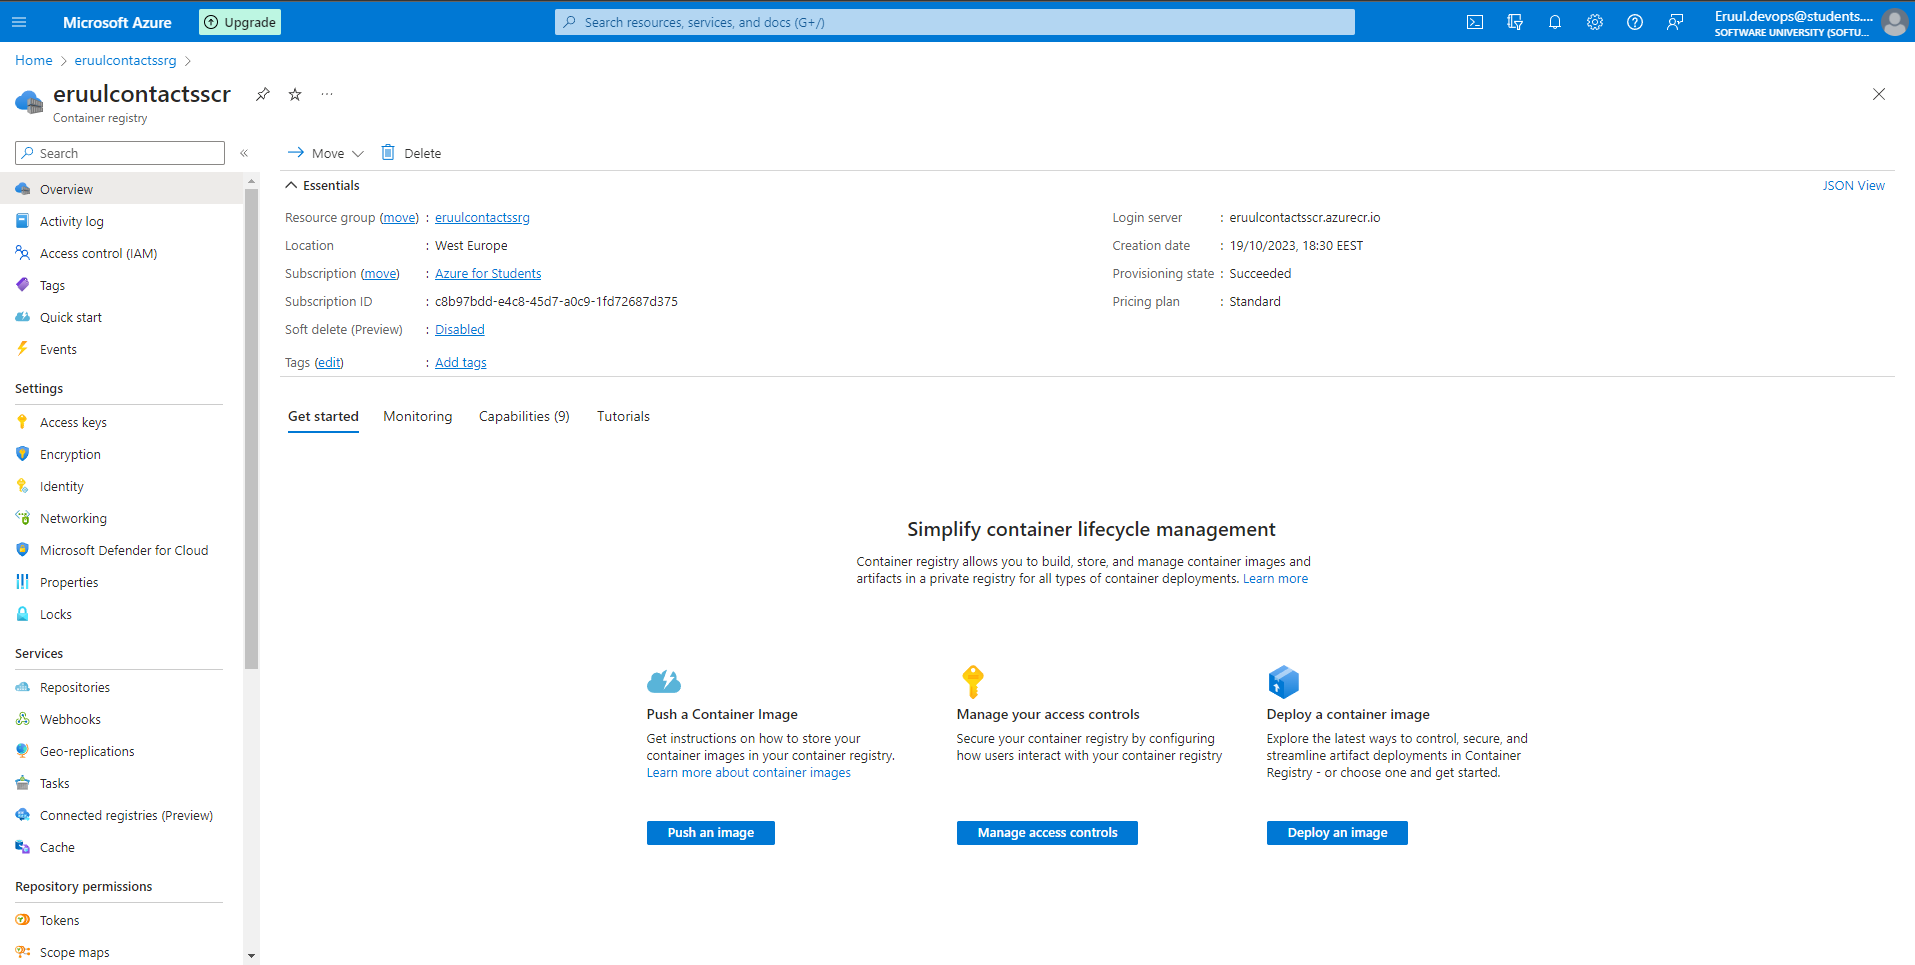 Microsoft Azure
Upgrade
Search resources, services, and docs (G+/)
Eruul.devops@students....
SOFTWARE UNIVERSITY (SOFTU...
Home > eruulcontactssrg >
eruulcontactsscr
Container registry
Search
Overview
Activity log
Access control (IAM)
Tags
Quick start
Events
Settings
Access keys
Encryption
Identity
Networking
Microsoft Defender for Cloud
Properties
Locks
Services
Repositories
Webhooks
Geo-replications
Tasks
Connected registries (Preview)
Cache
Repository permissions
Tokens
Scope maps
Move
Delete
Essentials
JSON View
Resource group (move) : eruulcontactssrg
Location : West Europe
Subscription (move) : Azure for Students
Subscription ID : c8b97bdd-e4c8-45d7-a0c9-1fd72687d375
Soft delete (Preview) : Disabled
Tags (edit) : Add tags
Login server : eruulcontactsscr.azurecr.io
Creation date : 19/10/2023, 18:30 EEST
Provisioning state : Succeeded
Pricing plan : Standard
Get started
Monitoring
Capabilities (9)
Tutorials
Simplify container lifecycle management
Container registry allows you to build, store, and manage container images and
artifacts in a private registry for all types of container deployments. Learn more
Push a Container Image
Get instructions on how to store your
container images in your container registry.
Learn more about container images
Push an image
Manage your access controls
Secure your container registry by configuring
how users interact with your container registry
Manage access controls
Deploy a container image
Explore the latest ways to control, secure, and
streamline artifact deployments in Container
Registry - or choose one and get started.
Deploy an image